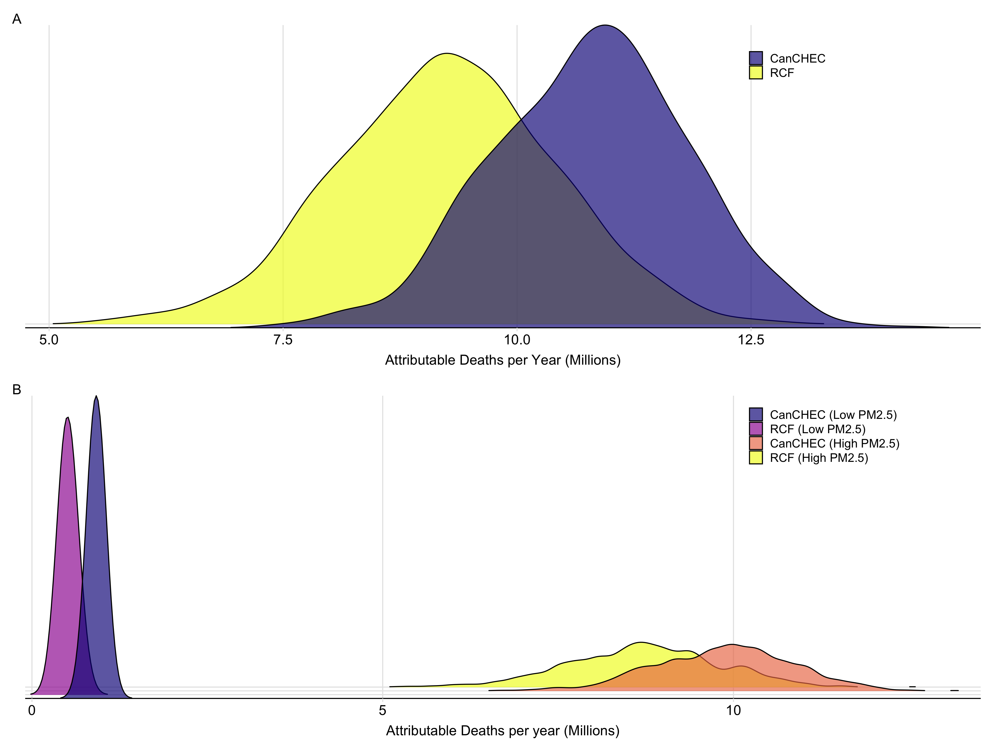 A
CanCHEC
RCF
5.0 7.5 10.0 12.5
Attributable Deaths per Year (Millions)
B
CanCHEC (Low PM2.5)
RCF (Low PM2.5)
CanCHEC (High PM2.5)
RCF (High PM2.5)
0 5 10
Attributable Deaths per year (Millions)